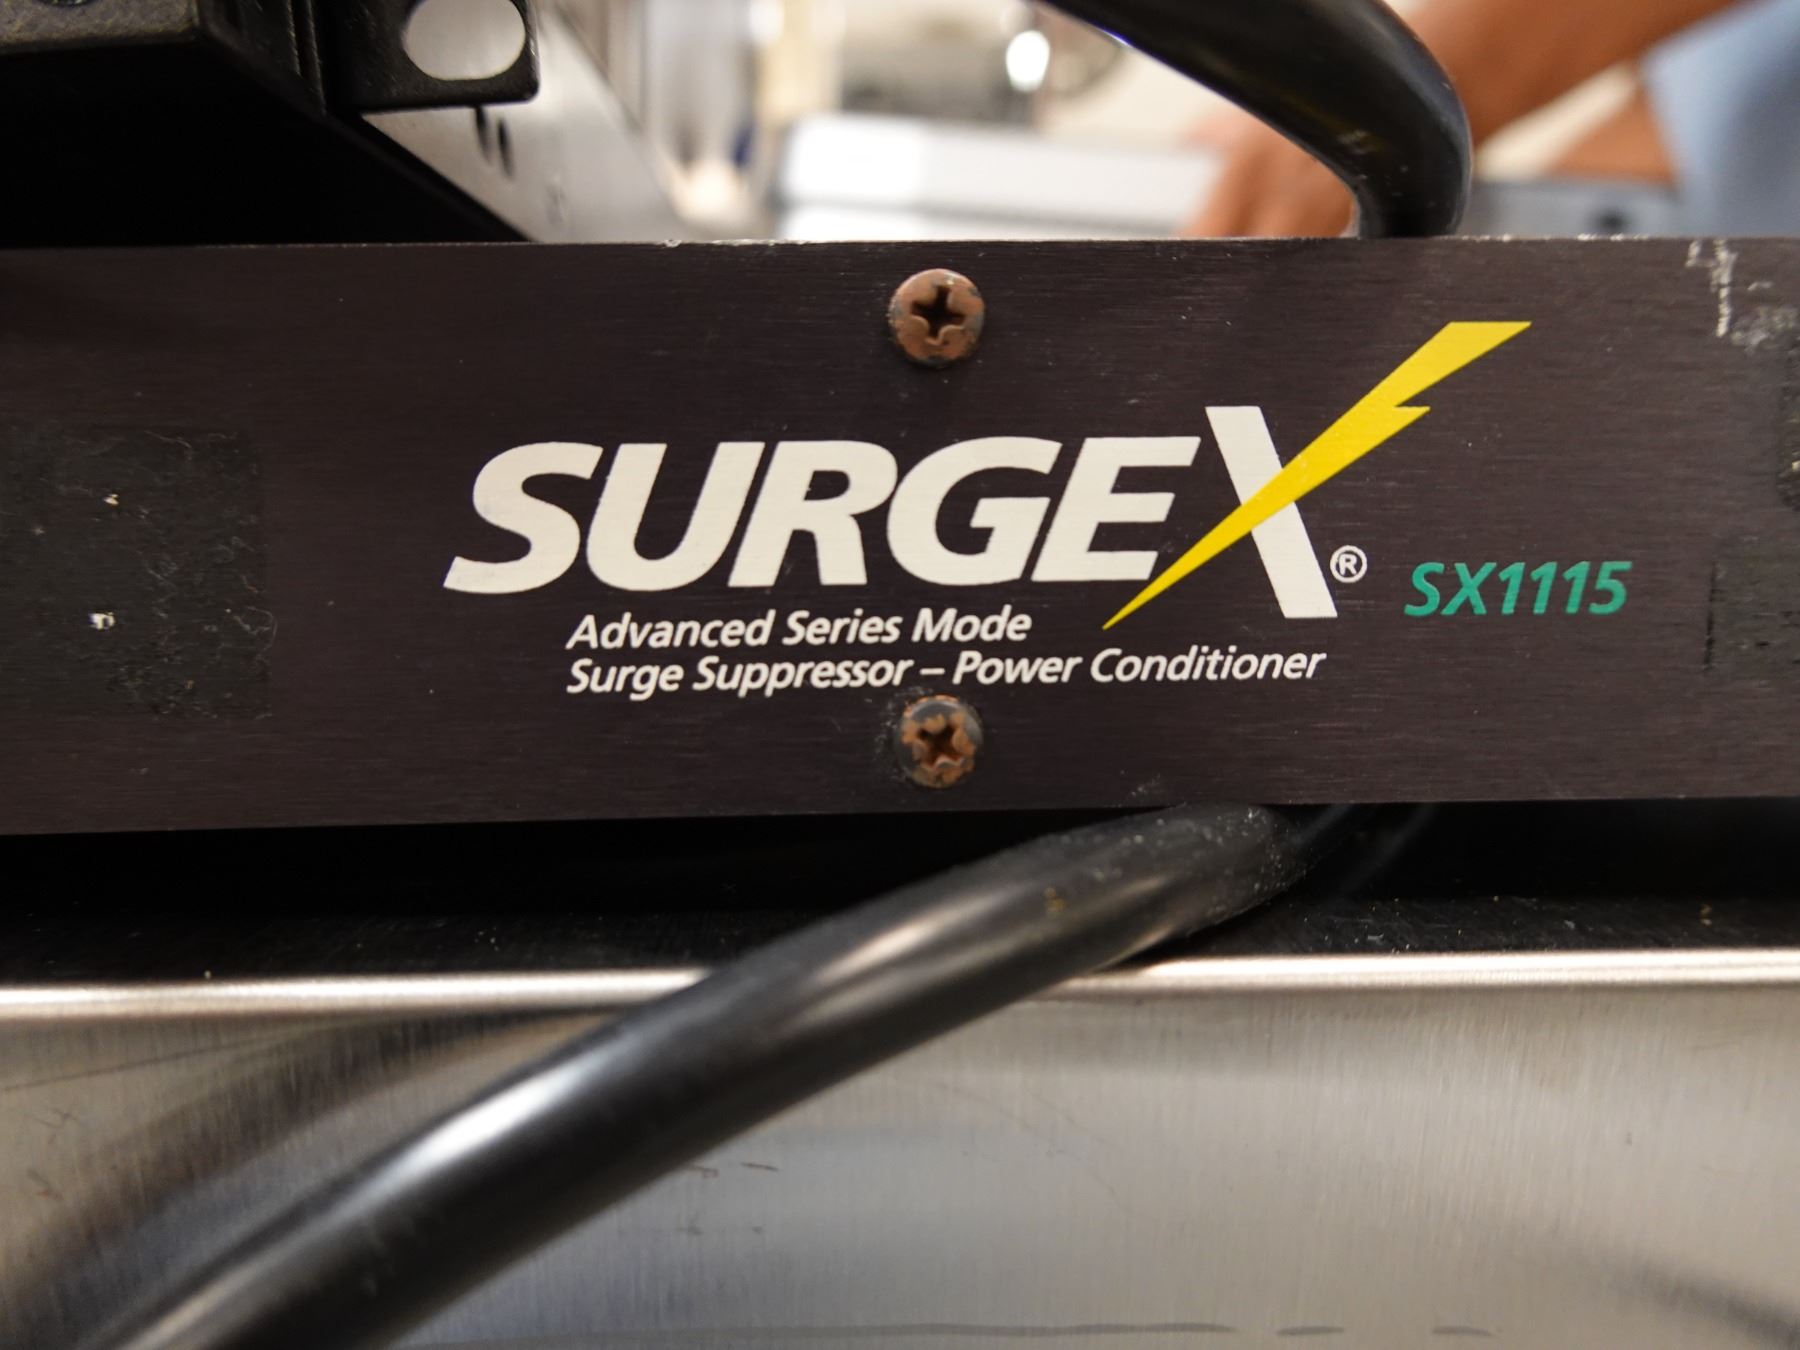 SURGEX® SX1115
Advanced Series Mode
Surge Suppressor – Power Conditioner